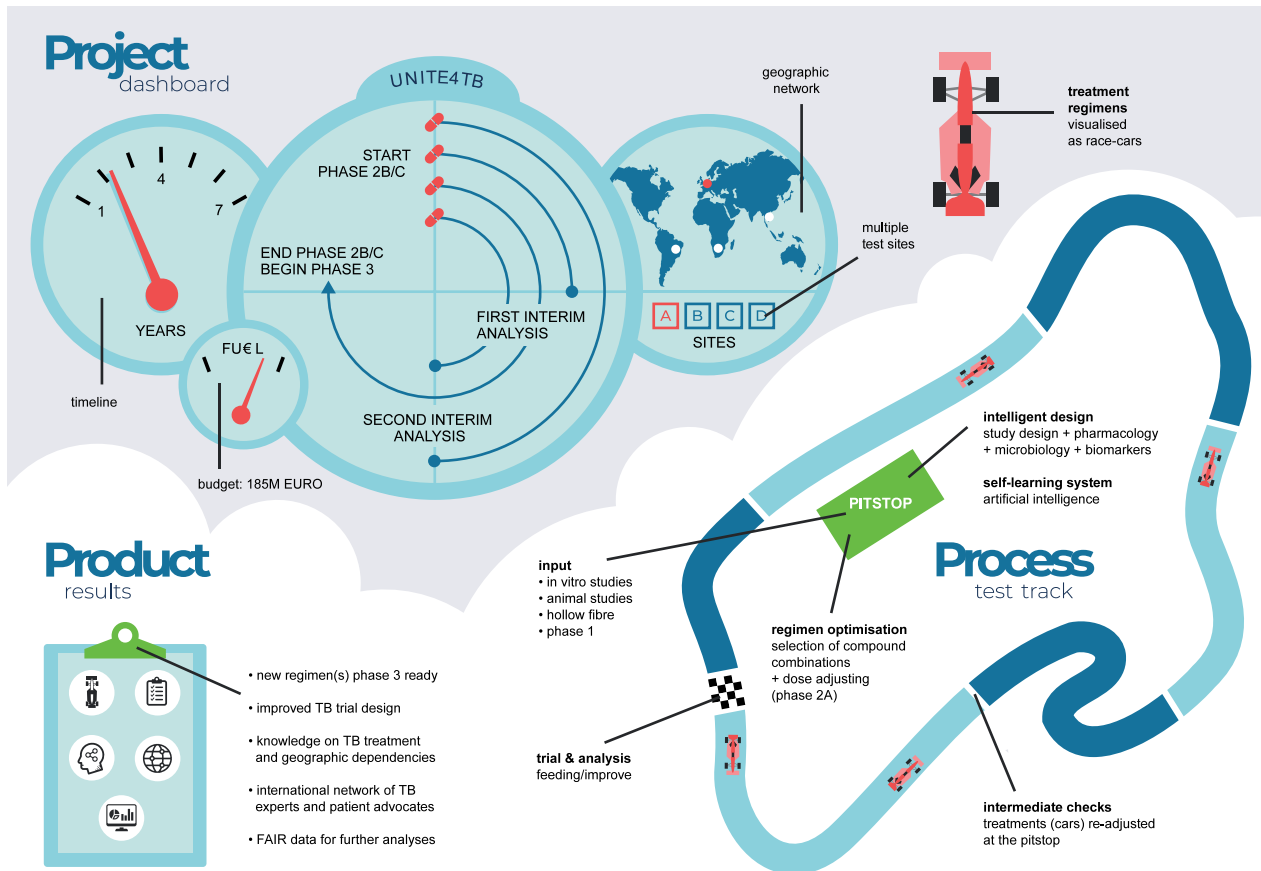 Project
dashboard
UNITE4TB
1
4
7
YEARS
timeline
FU€L
budget: 185M EURO
START
PHASE 2B/C
END PHASE 2B/C
BEGIN PHASE 3
FIRST INTERIM
ANALYSIS
SECOND INTERIM
ANALYSIS
geographic
network
multiple
test sites
A B C D
SITES
treatment
regimens
visualised
as race-cars
intelligent design
study design + pharmacology
+ microbiology + biomarkers
self-learning system
artificial intelligence
PITSTOP
input
• in vitro studies
• animal studies
• hollow fibre
• phase 1
regimen optimisation
selection of compound
combinations
+ dose adjusting
(phase 2A)
Process
test track
trial & analysis
feeding/improve
intermediate checks
treatments (cars) re-adjusted
at the pitstop
Product
results
• new regimen(s) phase 3 ready
• improved TB trial design
• knowledge on TB treatment
and geographic dependencies
• international network of TB
experts and patient advocates
• FAIR data for further analyses